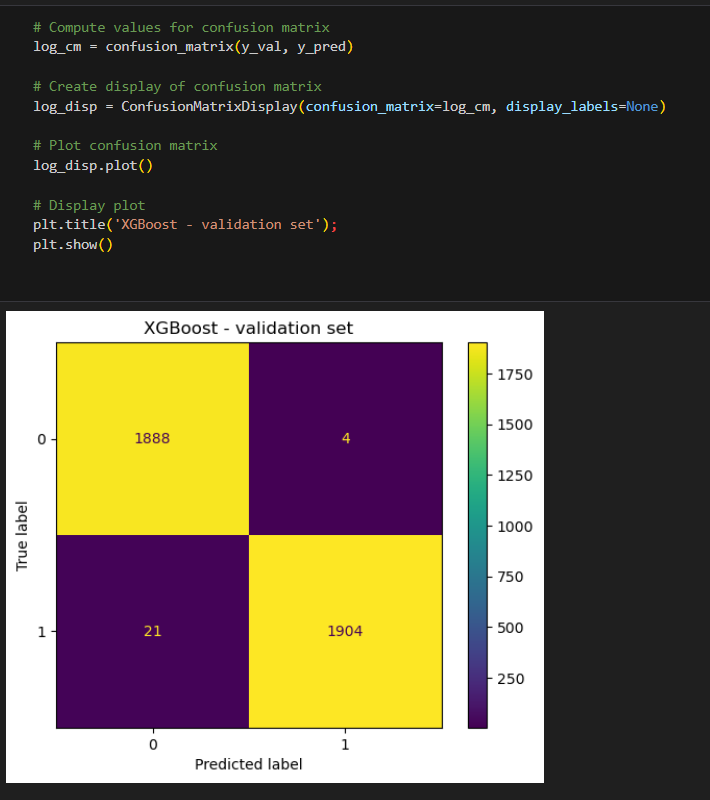 # Compute values for confusion matrix
log_cm = confusion_matrix(y_val, y_pred)
# Create display of confusion matrix
log_disp = ConfusionMatrixDisplay(confusion_matrix=log_cm, display_labels=None)
# Plot confusion matrix
log_disp.plot()
# Display plot
plt.title('XGBoost - validation set');
plt.show()
XGBoost - validation set
0
1888
4
1
21
1904
0
1
Predicted label
True label
1750
1500
1250
1000
750
500
250